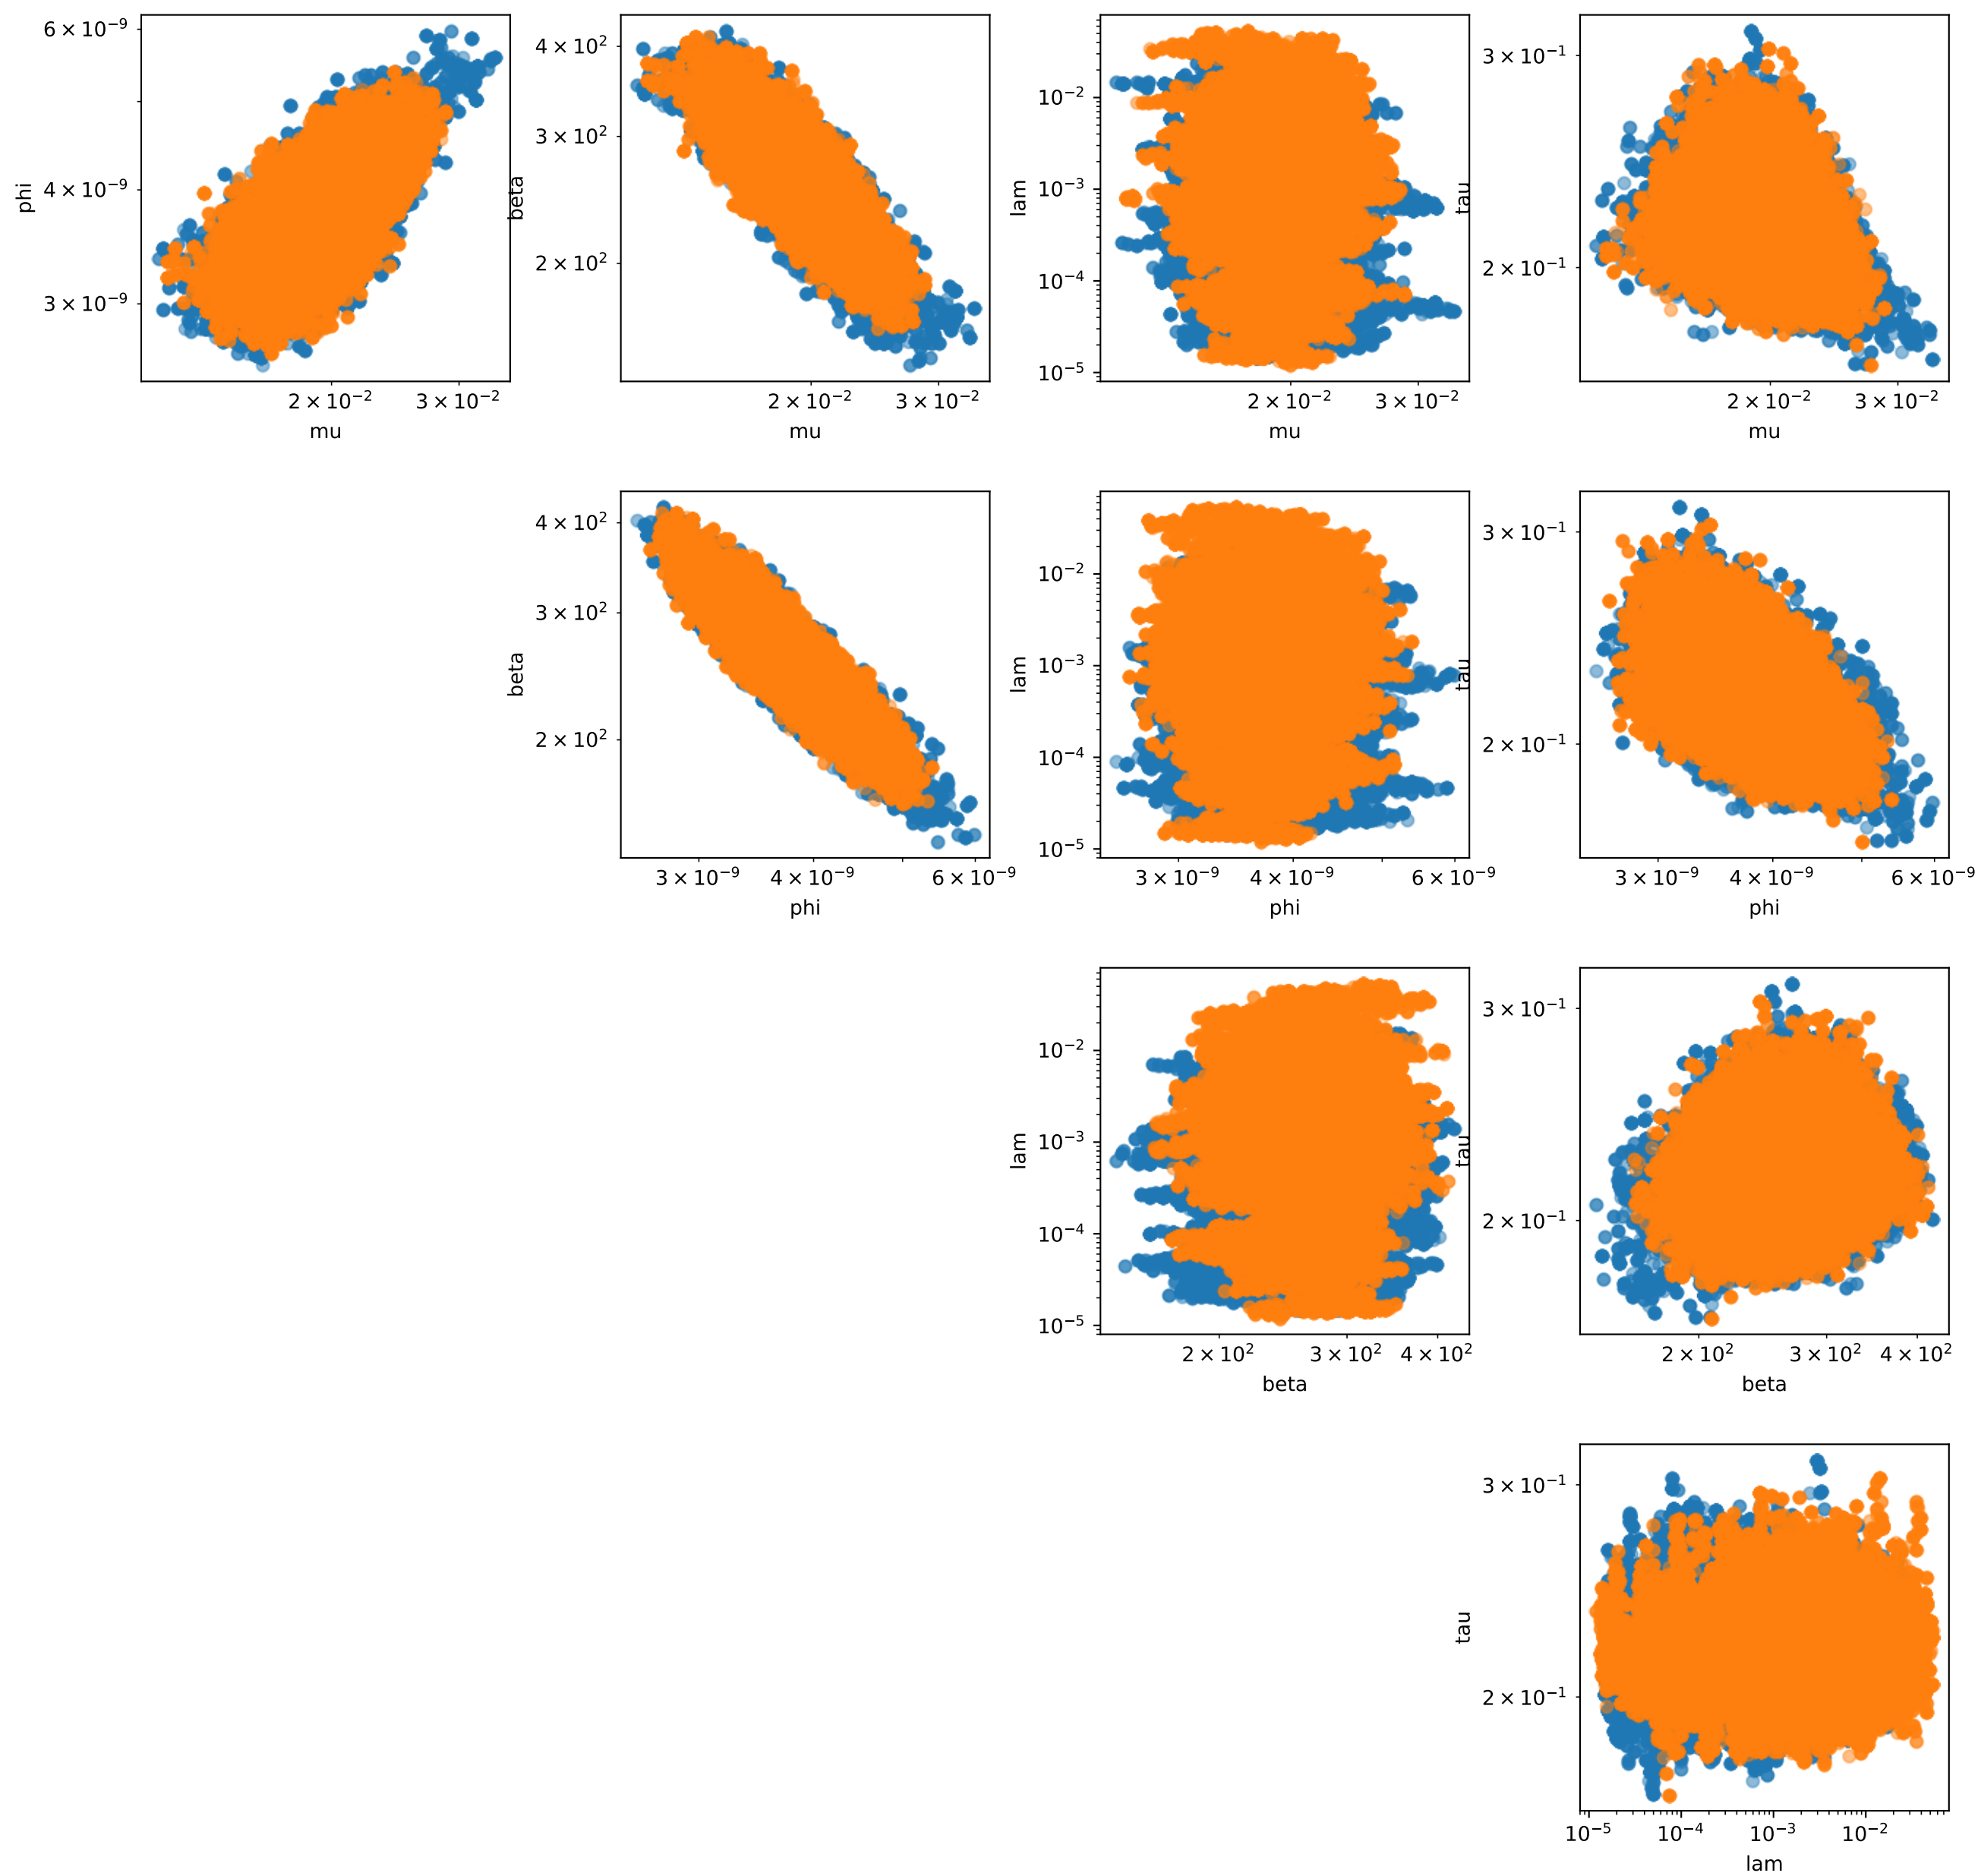 6 × 10⁻⁹
4 × 10⁻⁹
3 × 10⁻⁹
phi
2 × 10⁻² 3 × 10⁻²
mu
4 × 10²
3 × 10²
2 × 10²
beta
2 × 10⁻² 3 × 10⁻²
mu
10⁻²
10⁻³
10⁻⁴
10⁻⁵
lam
2 × 10⁻² 3 × 10⁻²
mu
3 × 10⁻¹
2 × 10⁻¹
tau
2 × 10⁻² 3 × 10⁻²
mu
4 × 10²
3 × 10²
2 × 10²
beta
3 × 10⁻⁹ 4 × 10⁻⁹ 6 × 10⁻⁹
phi
10⁻²
10⁻³
10⁻⁴
10⁻⁵
lam
3 × 10⁻⁹ 4 × 10⁻⁹ 6 × 10⁻⁹
phi
3 × 10⁻¹
2 × 10⁻¹
tau
3 × 10⁻⁹ 4 × 10⁻⁹ 6 × 10⁻⁹
phi
10⁻²
10⁻³
10⁻⁴
10⁻⁵
lam
2 × 10² 3 × 10² 4 × 10²
beta
3 × 10⁻¹
2 × 10⁻¹
tau
2 × 10² 3 × 10² 4 × 10²
beta
3 × 10⁻¹
2 × 10⁻¹
tau
10⁻⁵ 10⁻⁴ 10⁻³ 10⁻²
lam